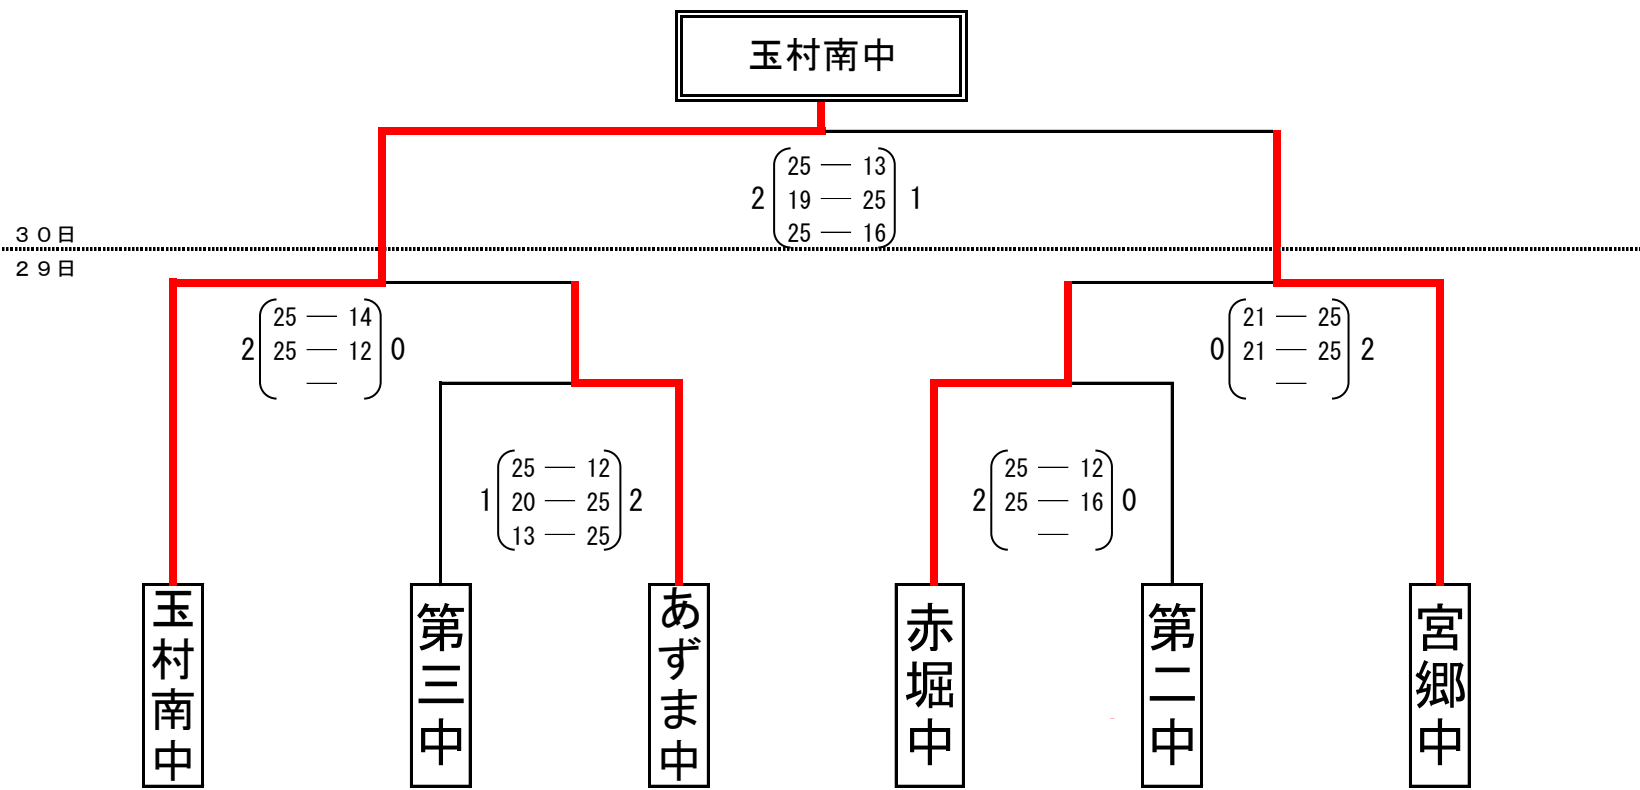 玉村南中
25 ― 13
2 19 ― 25 1
25 ― 16
３０日
２９日
25 ― 14
2 25 ― 12 0
―
21 ― 25
0 21 ― 25 2
―
25 ― 12
1 20 ― 25 2
13 ― 25
25 ― 12
2 25 ― 16 0
―
玉村南中
第三中
あずま中
赤堀中
第二中
宮郷中